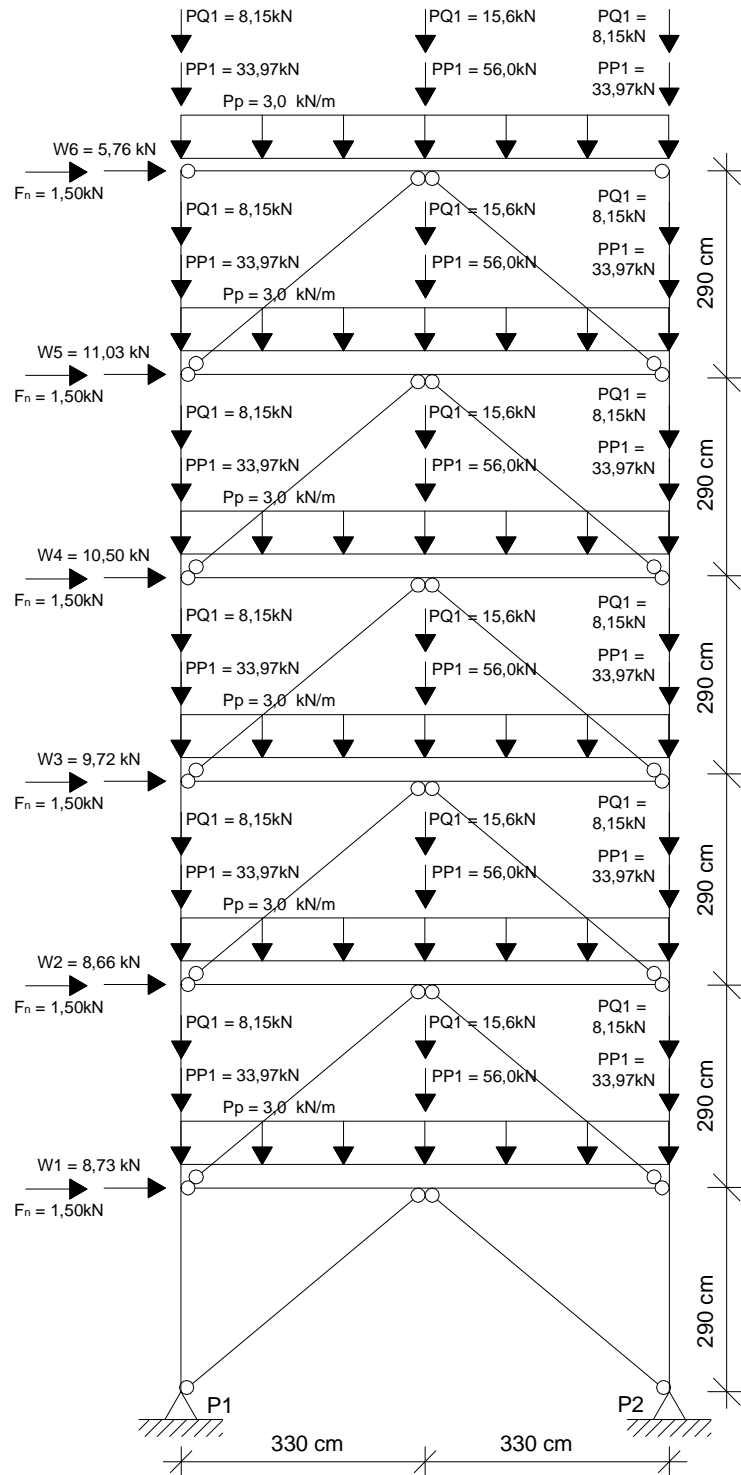 PQ1 = 8,15kN
PQ1 = 15,6kN
PQ1 =
8,15kN
PP1 = 33,97kN
PP1 = 56,0kN
PP1 =
33,97kN
Pp = 3,0 kN/m
W6 = 5,76 kN
Fn = 1,50kN
PQ1 = 8,15kN
PQ1 = 15,6kN
PQ1 =
8,15kN
PP1 = 33,97kN
PP1 = 56,0kN
PP1 =
33,97kN
290 cm
Pp = 3,0 kN/m
W5 = 11,03 kN
Fn = 1,50kN
PQ1 = 8,15kN
PQ1 = 15,6kN
PQ1 =
8,15kN
PP1 = 33,97kN
PP1 = 56,0kN
PP1 =
33,97kN
290 cm
Pp = 3,0 kN/m
W4 = 10,50 kN
Fn = 1,50kN
PQ1 = 8,15kN
PQ1 = 15,6kN
PQ1 =
8,15kN
PP1 = 33,97kN
PP1 = 56,0kN
PP1 =
33,97kN
290 cm
Pp = 3,0 kN/m
W3 = 9,72 kN
Fn = 1,50kN
PQ1 = 8,15kN
PQ1 = 15,6kN
PQ1 =
8,15kN
PP1 = 33,97kN
PP1 = 56,0kN
PP1 =
33,97kN
290 cm
Pp = 3,0 kN/m
W2 = 8,66 kN
Fn = 1,50kN
PQ1 = 8,15kN
PQ1 = 15,6kN
PQ1 =
8,15kN
PP1 = 33,97kN
PP1 = 56,0kN
PP1 =
33,97kN
290 cm
Pp = 3,0 kN/m
W1 = 8,73 kN
Fn = 1,50kN
290 cm
P1
P2
330 cm
330 cm